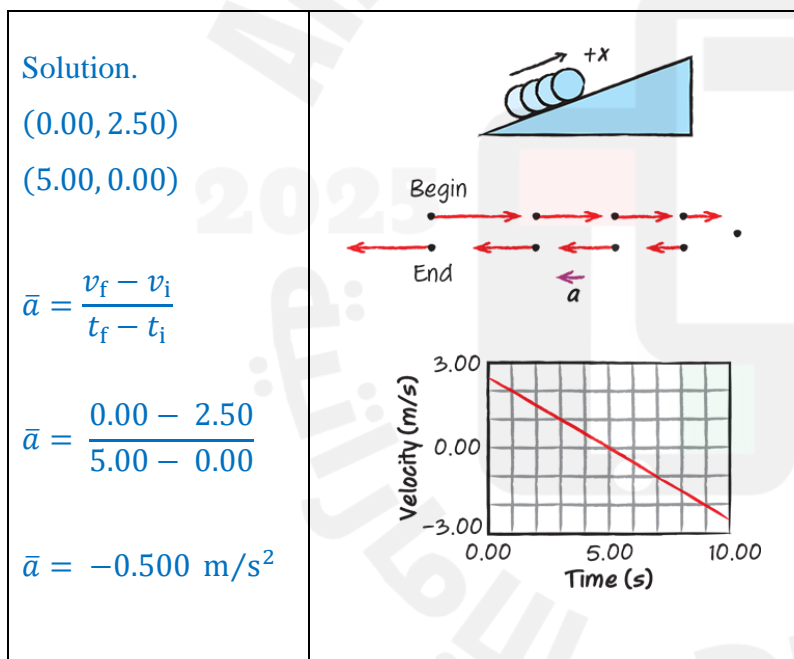 Solution.
(0.00, 2.50)
(5.00, 0.00)
a̅ = (v_f − v_i) / (t_f − t_i)
a̅ = (0.00 − 2.50) / (5.00 − 0.00)
a̅ = −0.500 m/s²
+x
Begin
End
a
Velocity (m/s)
3.00
0.00
−3.00
0.00 5.00 10.00
Time (s)
2025